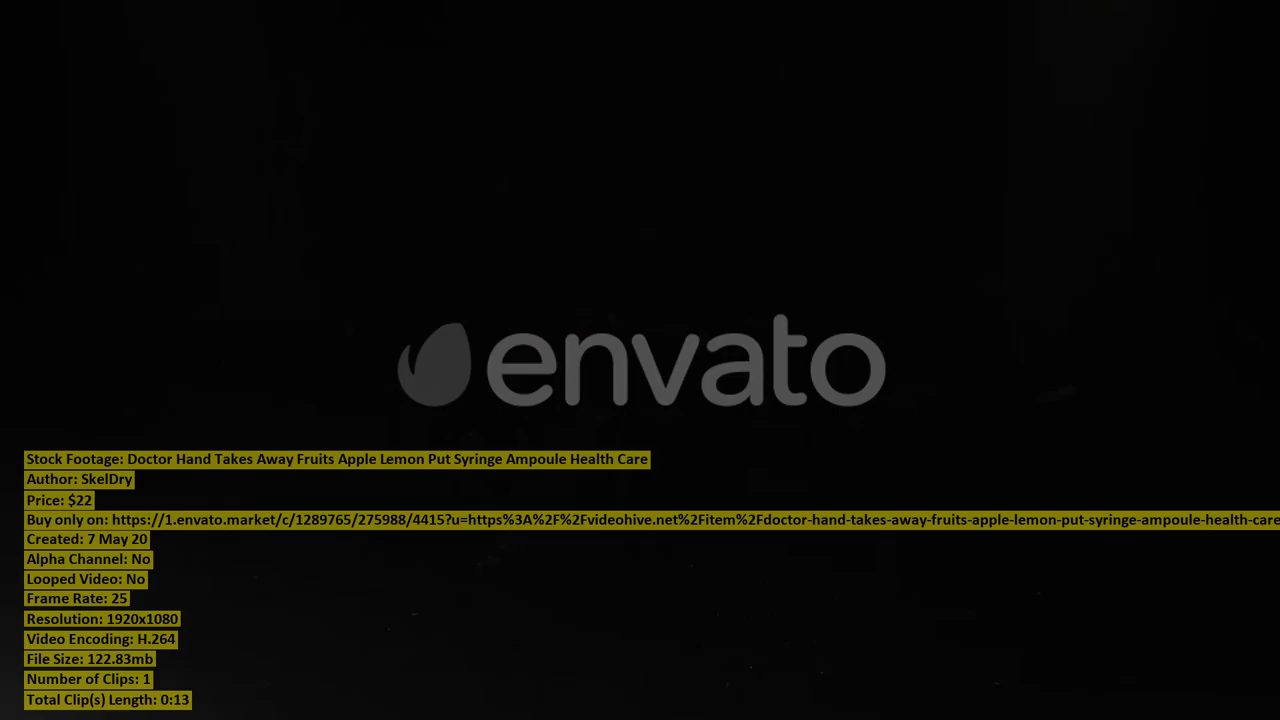 envato
Stock Footage: Doctor Hand Takes Away Fruits Apple Lemon Put Syringe Ampoule Health Care
Author: SkelDry
Price: $22
Buy only on: https://1.envato.market/c/1289765/275988/4415?u=https%3A%2F%2Fvideohive.net%2Fitem%2Fdoctor-hand-takes-away-fruits-apple-lemon-put-syringe-ampoule-health-care
Created: 7 May 20
Alpha Channel: No
Looped Video: No
Frame Rate: 25
Resolution: 1920x1080
Video Encoding: H.264
File Size: 122.83mb
Number of Clips: 1
Total Clip(s) Length: 0:13